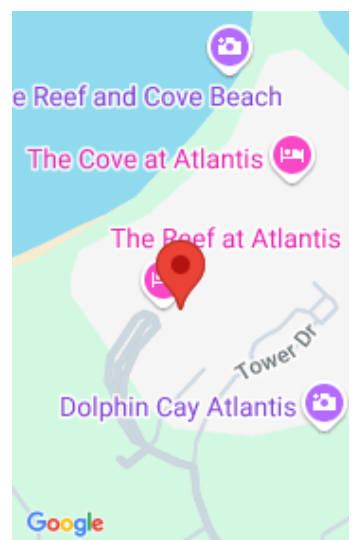 e Reef and Cove Beach
The Cove at Atlantis
The Reef at Atlantis
Tower Dr
Dolphin Cay Atlantis
Google